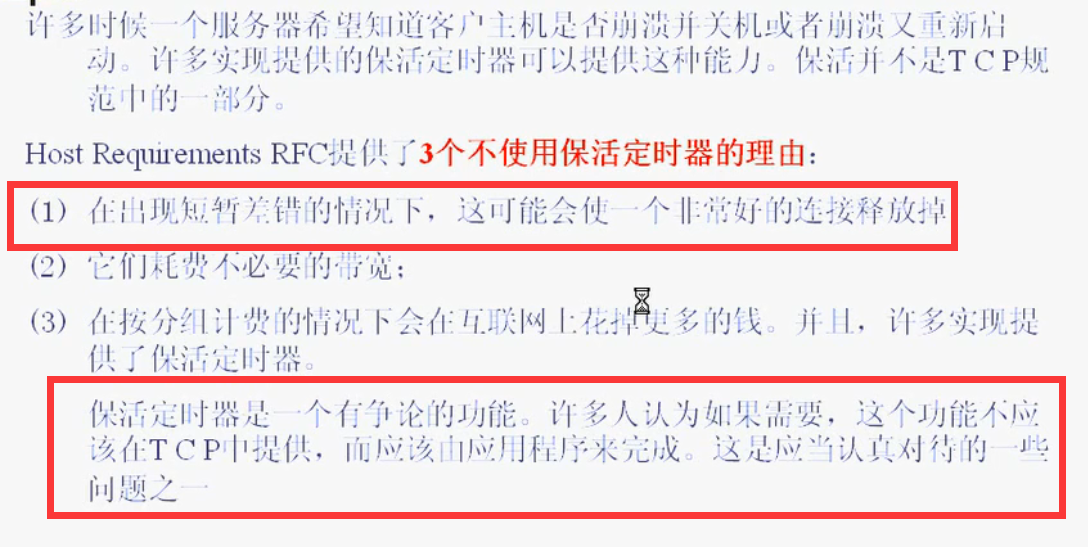 许多时候一个服务器希望知道客户主机是否崩溃并关机或者崩溃又重新启
动。许多实现提供的保活定时器可以提供这种能力。保活并不是T C P规
范中的一部分。
Host Requirements RFC提供了3个不使用保活定时器的理由：
(1) 在出现短暂差错的情况下，这可能会使一个非常好的连接释放掉
(2) 它们耗费不必要的带宽；
(3) 在按分组计费的情况下会在互联网上花掉更多的钱。并且，许多实现提
供了保活定时器。
保活定时器是一个有争论的功能。许多人认为如果需要，这个功能不应
该在T C P中提供，而应该由应用程序来完成。这是应当认真对待的一些
问题之一